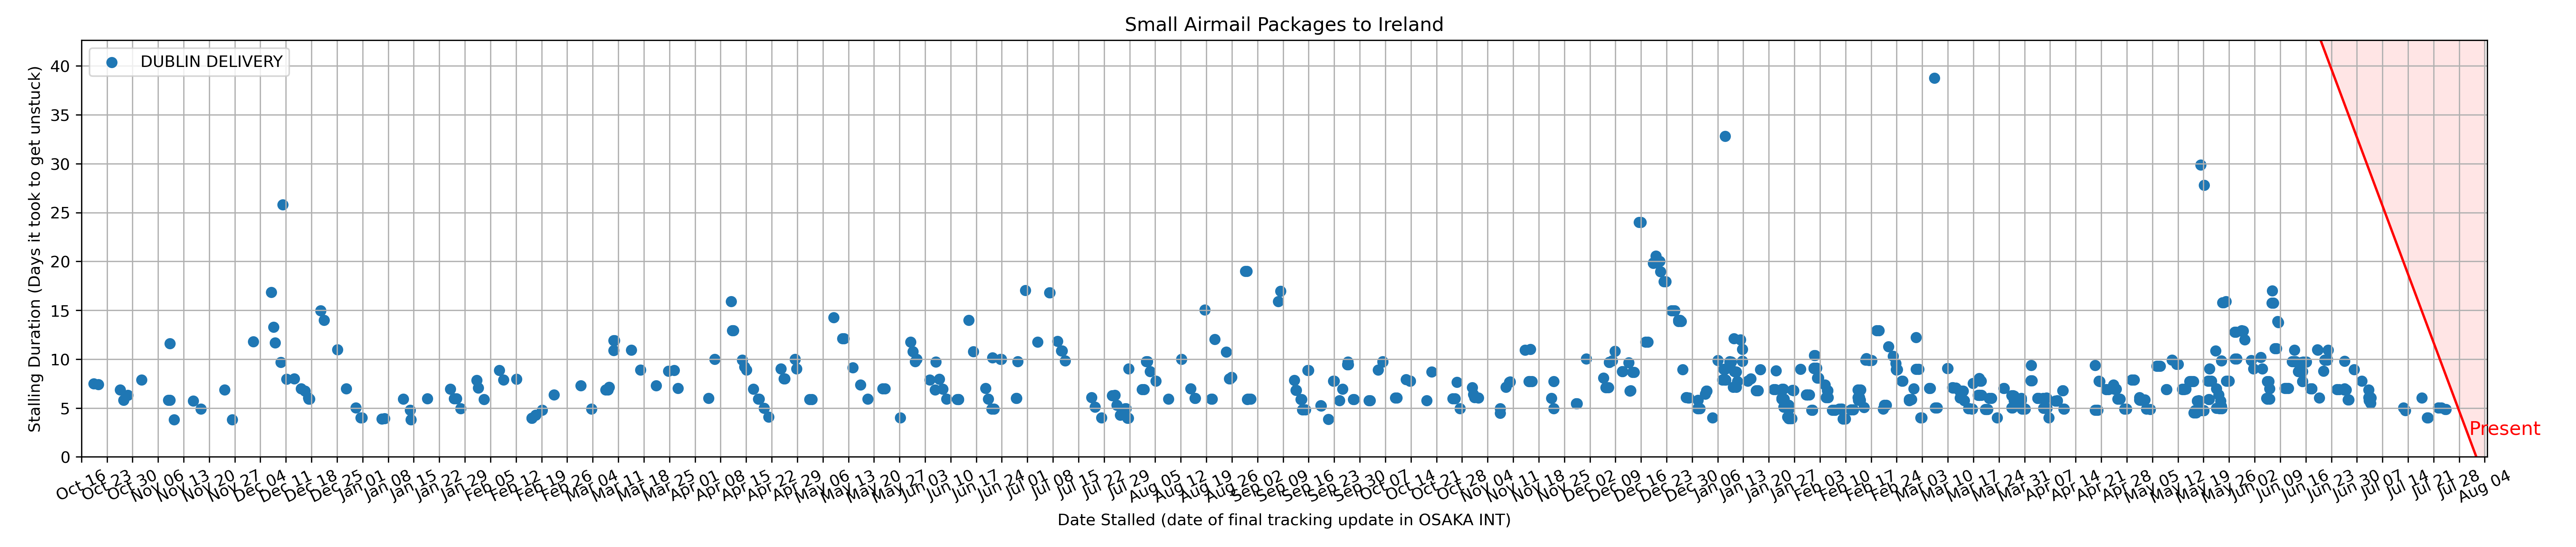 Small Airmail Packages to Ireland
DUBLIN DELIVERY
Stalling Duration (Days it took to get unstuck)
40
35
30
25
20
15
10
5
0
Present
Oct 16
Oct 23
Oct 30
Nov 06
Nov 13
Nov 20
Nov 27
Dec 04
Dec 11
Dec 18
Dec 25
Jan 01
Jan 08
Jan 15
Jan 22
Jan 29
Feb 05
Feb 12
Feb 19
Feb 26
Mar 04
Mar 11
Mar 18
Mar 25
Apr 01
Apr 08
Apr 15
Apr 22
Apr 29
May 06
May 13
May 20
May 27
Jun 03
Jun 10
Jun 17
Jun 24
Jul 01
Jul 08
Jul 15
Jul 22
Jul 29
Aug 05
Aug 12
Aug 19
Aug 26
Sep 02
Sep 09
Sep 16
Sep 23
Sep 30
Oct 07
Oct 14
Oct 21
Oct 28
Nov 04
Nov 11
Nov 18
Nov 25
Dec 02
Dec 09
Dec 16
Dec 23
Dec 30
Jan 06
Jan 13
Jan 20
Jan 27
Feb 03
Feb 10
Feb 17
Feb 24
Mar 03
Mar 10
Mar 17
Mar 24
Mar 31
Apr 07
Apr 14
Apr 21
Apr 28
May 05
May 12
May 19
May 26
Jun 02
Jun 09
Jun 16
Jun 23
Jun 30
Jul 07
Jul 14
Jul 21
Jul 28
Aug 04
Date Stalled (date of final tracking update in OSAKA INT)